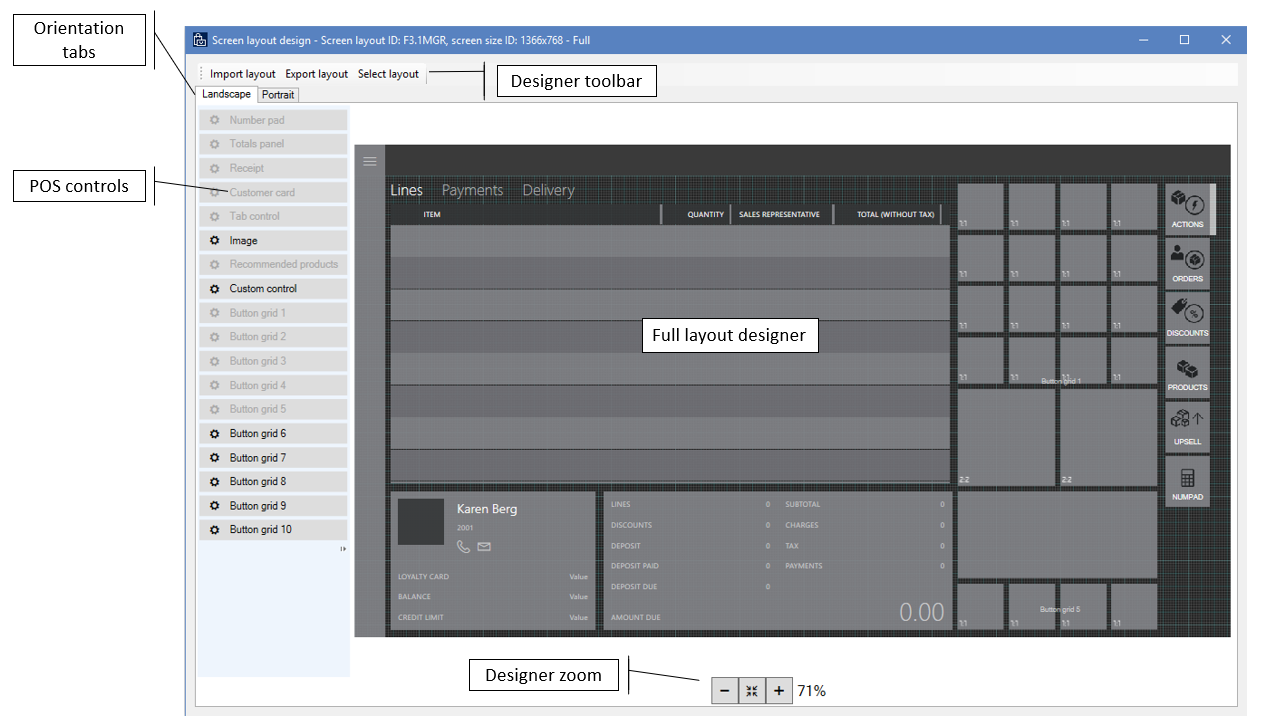 Orientation
tabs
Screen layout design - Screen layout ID: F3.1MGR, screen size ID: 1366x768 - Full
Import layout Export layout Select layout
Designer toolbar
Landscape Portrait
POS controls
Number pad
Totals panel
Receipt
Customer card
Tab control
Image
Recommended products
Custom control
Button grid 1
Button grid 2
Button grid 3
Button grid 4
Button grid 5
Button grid 6
Button grid 7
Button grid 8
Button grid 9
Button grid 10
Lines Payments Delivery
ITEM QUANTITY SALES REPRESENTATIVE TOTAL (WITHOUT TAX)
Full layout designer
1:1 1:1 1:1 1:1
1:1 1:1 1:1 1:1
1:1 1:1 1:1 1:1
1:1 1:1 1:1 1:1
Button grid 1
2:2 2:2
ACTIONS
ORDERS
DISCOUNTS
PRODUCTS
UPSELL
NUMPAD
Karen Berg
2001
LOYALTY CARD Value
BALANCE Value
CREDIT LIMIT Value
LINES 0 SUBTOTAL 0
DISCOUNTS 0 CHARGES 0
DEPOSIT 0 TAX 0
DEPOSIT PAID 0 PAYMENTS 0
DEPOSIT DUE 0
AMOUNT DUE 0.00
Button grid 5
1:1 1:1 1:1 1:1
Designer zoom
71%